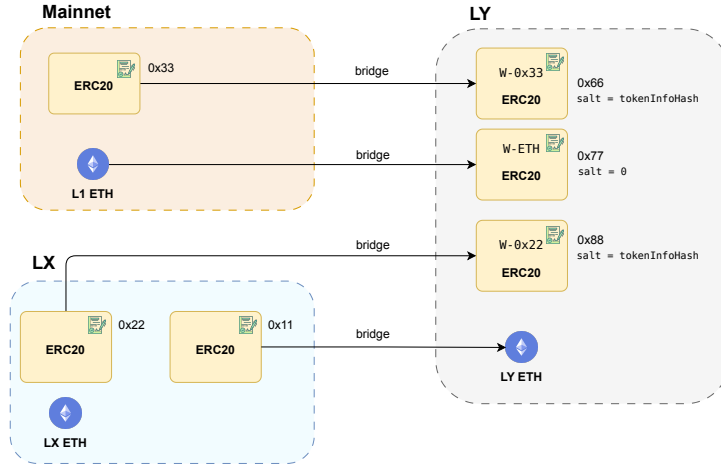 Mainnet
LY
ERC20
0x33
bridge
W-0x33
ERC20
0x66
salt = tokenInfoHash
L1 ETH
bridge
W-ETH
ERC20
0x77
salt = 0
LX
bridge
W-0x22
ERC20
0x88
salt = tokenInfoHash
ERC20
0x22
ERC20
0x11
bridge
LY ETH
LX ETH